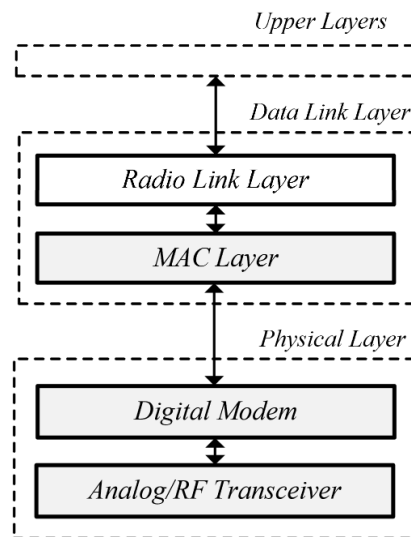 Upper Layers
Data Link Layer
Radio Link Layer
MAC Layer
Physical Layer
Digital Modem
Analog/RF Transceiver